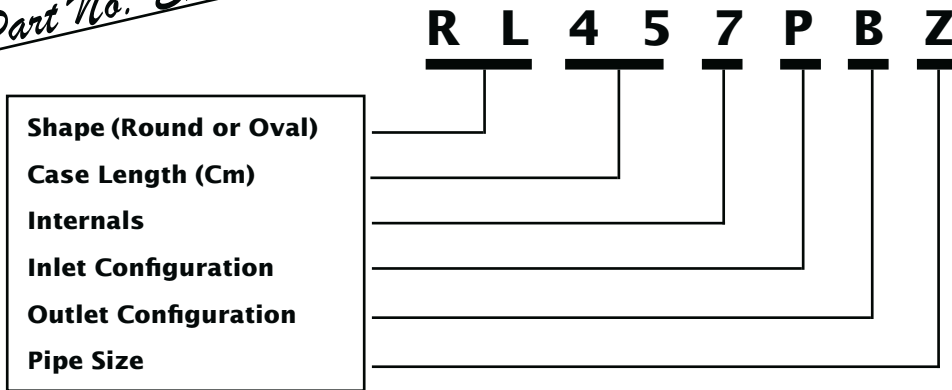 Part No.
R L 4 5 7 P B Z
Shape (Round or Oval)
Case Length (Cm)
Internals
Inlet Configuration
Outlet Configuration
Pipe Size